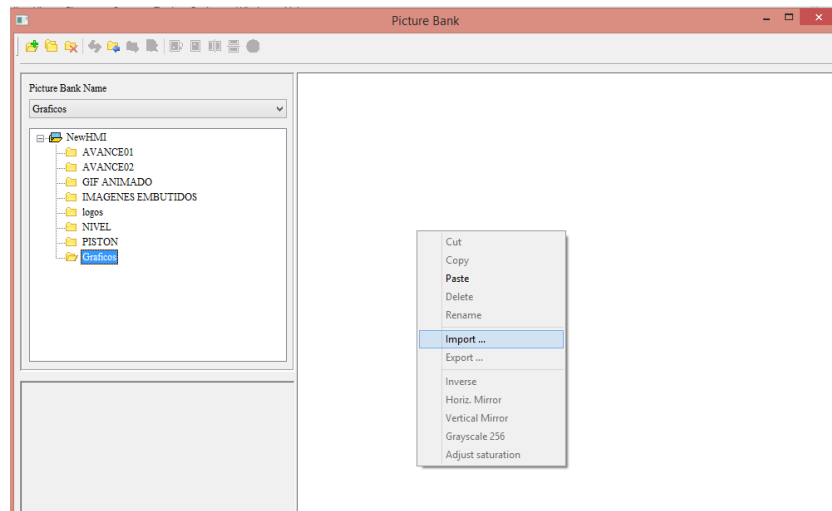 Picture Bank
Picture Bank Name
Graficos
NewHMI
AVANCE01
AVANCE02
GIF ANIMADO
IMAGENES EMBUTIDOS
logos
NIVEL
PISTON
Graficos
Cut
Copy
Paste
Delete
Rename
Import ...
Export ...
Inverse
Horiz. Mirror
Vertical Mirror
Grayscale 256
Adjust saturation